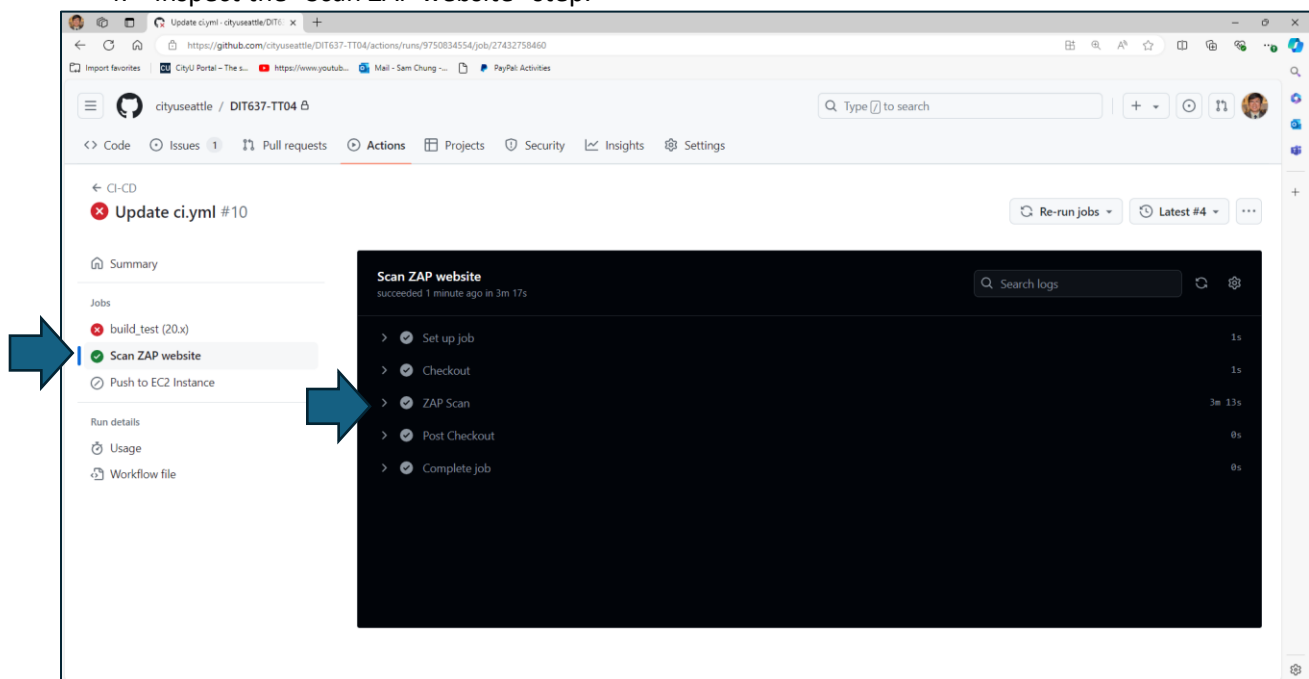 Inspect the "Scan ZAP website" step.
Update ci.yml · cityuseattle/DIT6
https://github.com/cityuseattle/DIT637-TT04/actions/runs/9750834554/job/27432758460
Import favorites CU CityU Portal – The s... https://www.youtub... Mail - Sam Chung -... PayPal: Activities
cityuseattle / DIT637-TT04 Type / to search
Code Issues 1 Pull requests Actions Projects Security Insights Settings
← CI-CD
Update ci.yml #10 Re-run jobs Latest #4 ...
Summary
Jobs
build_test (20.x)
Scan ZAP website
Push to EC2 Instance
Run details
Usage
Workflow file
Scan ZAP website
succeeded 1 minute ago in 3m 17s
Search logs
Set up job 1s
Checkout 1s
ZAP Scan 3m 13s
Post Checkout 0s
Complete job 0s